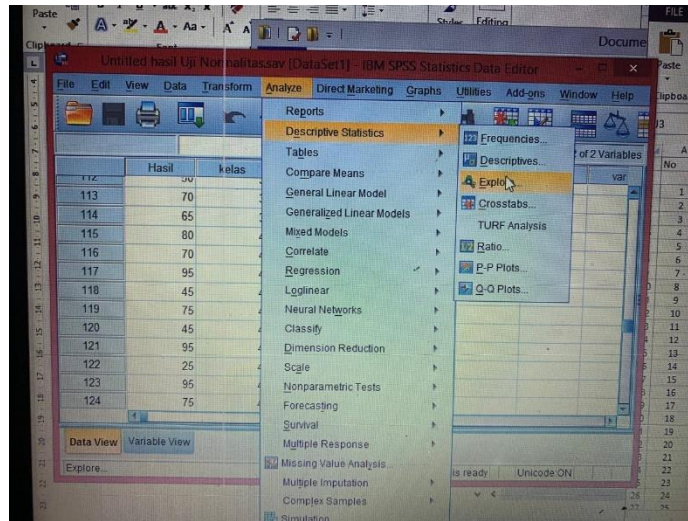 Paste
Styles Editing
FILE
Clipboard
Docume
Paste
Untitled hasil Uji Normalitas.sav [DataSet1] - IBM SPSS Statistics Data Editor
File Edit View Data Transform Analyze Direct Marketing Graphs Utilities Add-ons Window Help
of 2 Variables
Hasil kelas var
112 50
113 70
114 65
115 80
116 70
117 95
118 45
119 75
120 45
121 95
122 25
123 95
124 75
Reports
Descriptive Statistics
Tables
Compare Means
General Linear Model
Generalized Linear Models
Mixed Models
Correlate
Regression
Loglinear
Neural Networks
Classify
Dimension Reduction
Scale
Nonparametric Tests
Forecasting
Survival
Multiple Response
Missing Value Analysis...
Multiple Imputation
Complex Samples
Simulation
Frequencies...
Descriptives...
Explore...
Crosstabs...
TURF Analysis
Ratio...
P-P Plots...
Q-Q Plots...
Data View Variable View
Explore...
is ready Unicode:ON
A
No
1
2
3
4
5
6
7
8
9
10
11
12
13
14
15
16
17
18
19
20
21
22
23
24
25